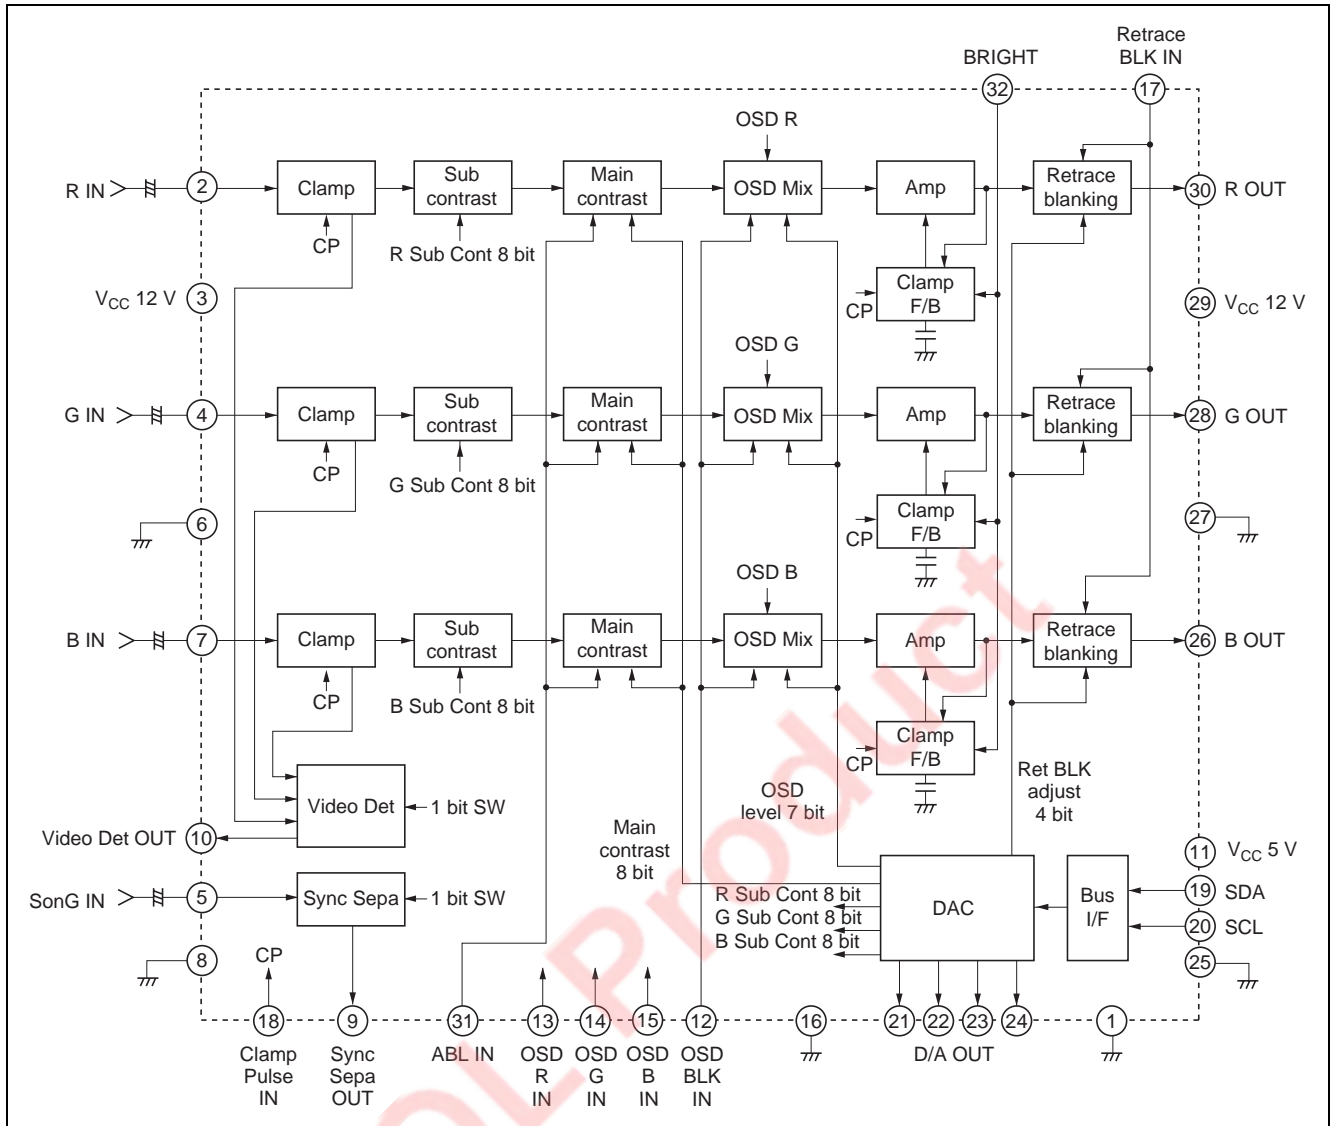 Retrace
BLK IN
BRIGHT
32
17
OSD R
R IN
2
Clamp
Sub
contrast
Main
contrast
OSD Mix
Amp
Retrace
blanking
30
R OUT
CP
R Sub Cont 8 bit
Clamp
F/B
CP
VCC 12 V
3
29
VCC 12 V
OSD G
G IN
4
Clamp
Sub
contrast
Main
contrast
OSD Mix
Amp
Retrace
blanking
28
G OUT
CP
G Sub Cont 8 bit
Clamp
F/B
CP
6
27
OSD B
B IN
7
Clamp
Sub
contrast
Main
contrast
OSD Mix
Amp
Retrace
blanking
26
B OUT
CP
B Sub Cont 8 bit
Clamp
F/B
CP
Video Det
1 bit SW
OSD
level 7 bit
Ret BLK
adjust
4 bit
Video Det OUT
10
Main
contrast
8 bit
11
VCC 5 V
SonG IN
5
Sync Sepa
1 bit SW
R Sub Cont 8 bit
G Sub Cont 8 bit
B Sub Cont 8 bit
DAC
Bus
I/F
19
SDA
20
SCL
8
CP
25
18
9
31
13
14
15
12
16
21
22
23
24
1
Clamp
Pulse
IN
Sync
Sepa
OUT
ABL IN
OSD
R
IN
OSD
G
IN
OSD
B
IN
OSD
BLK
IN
D/A OUT
OL Product